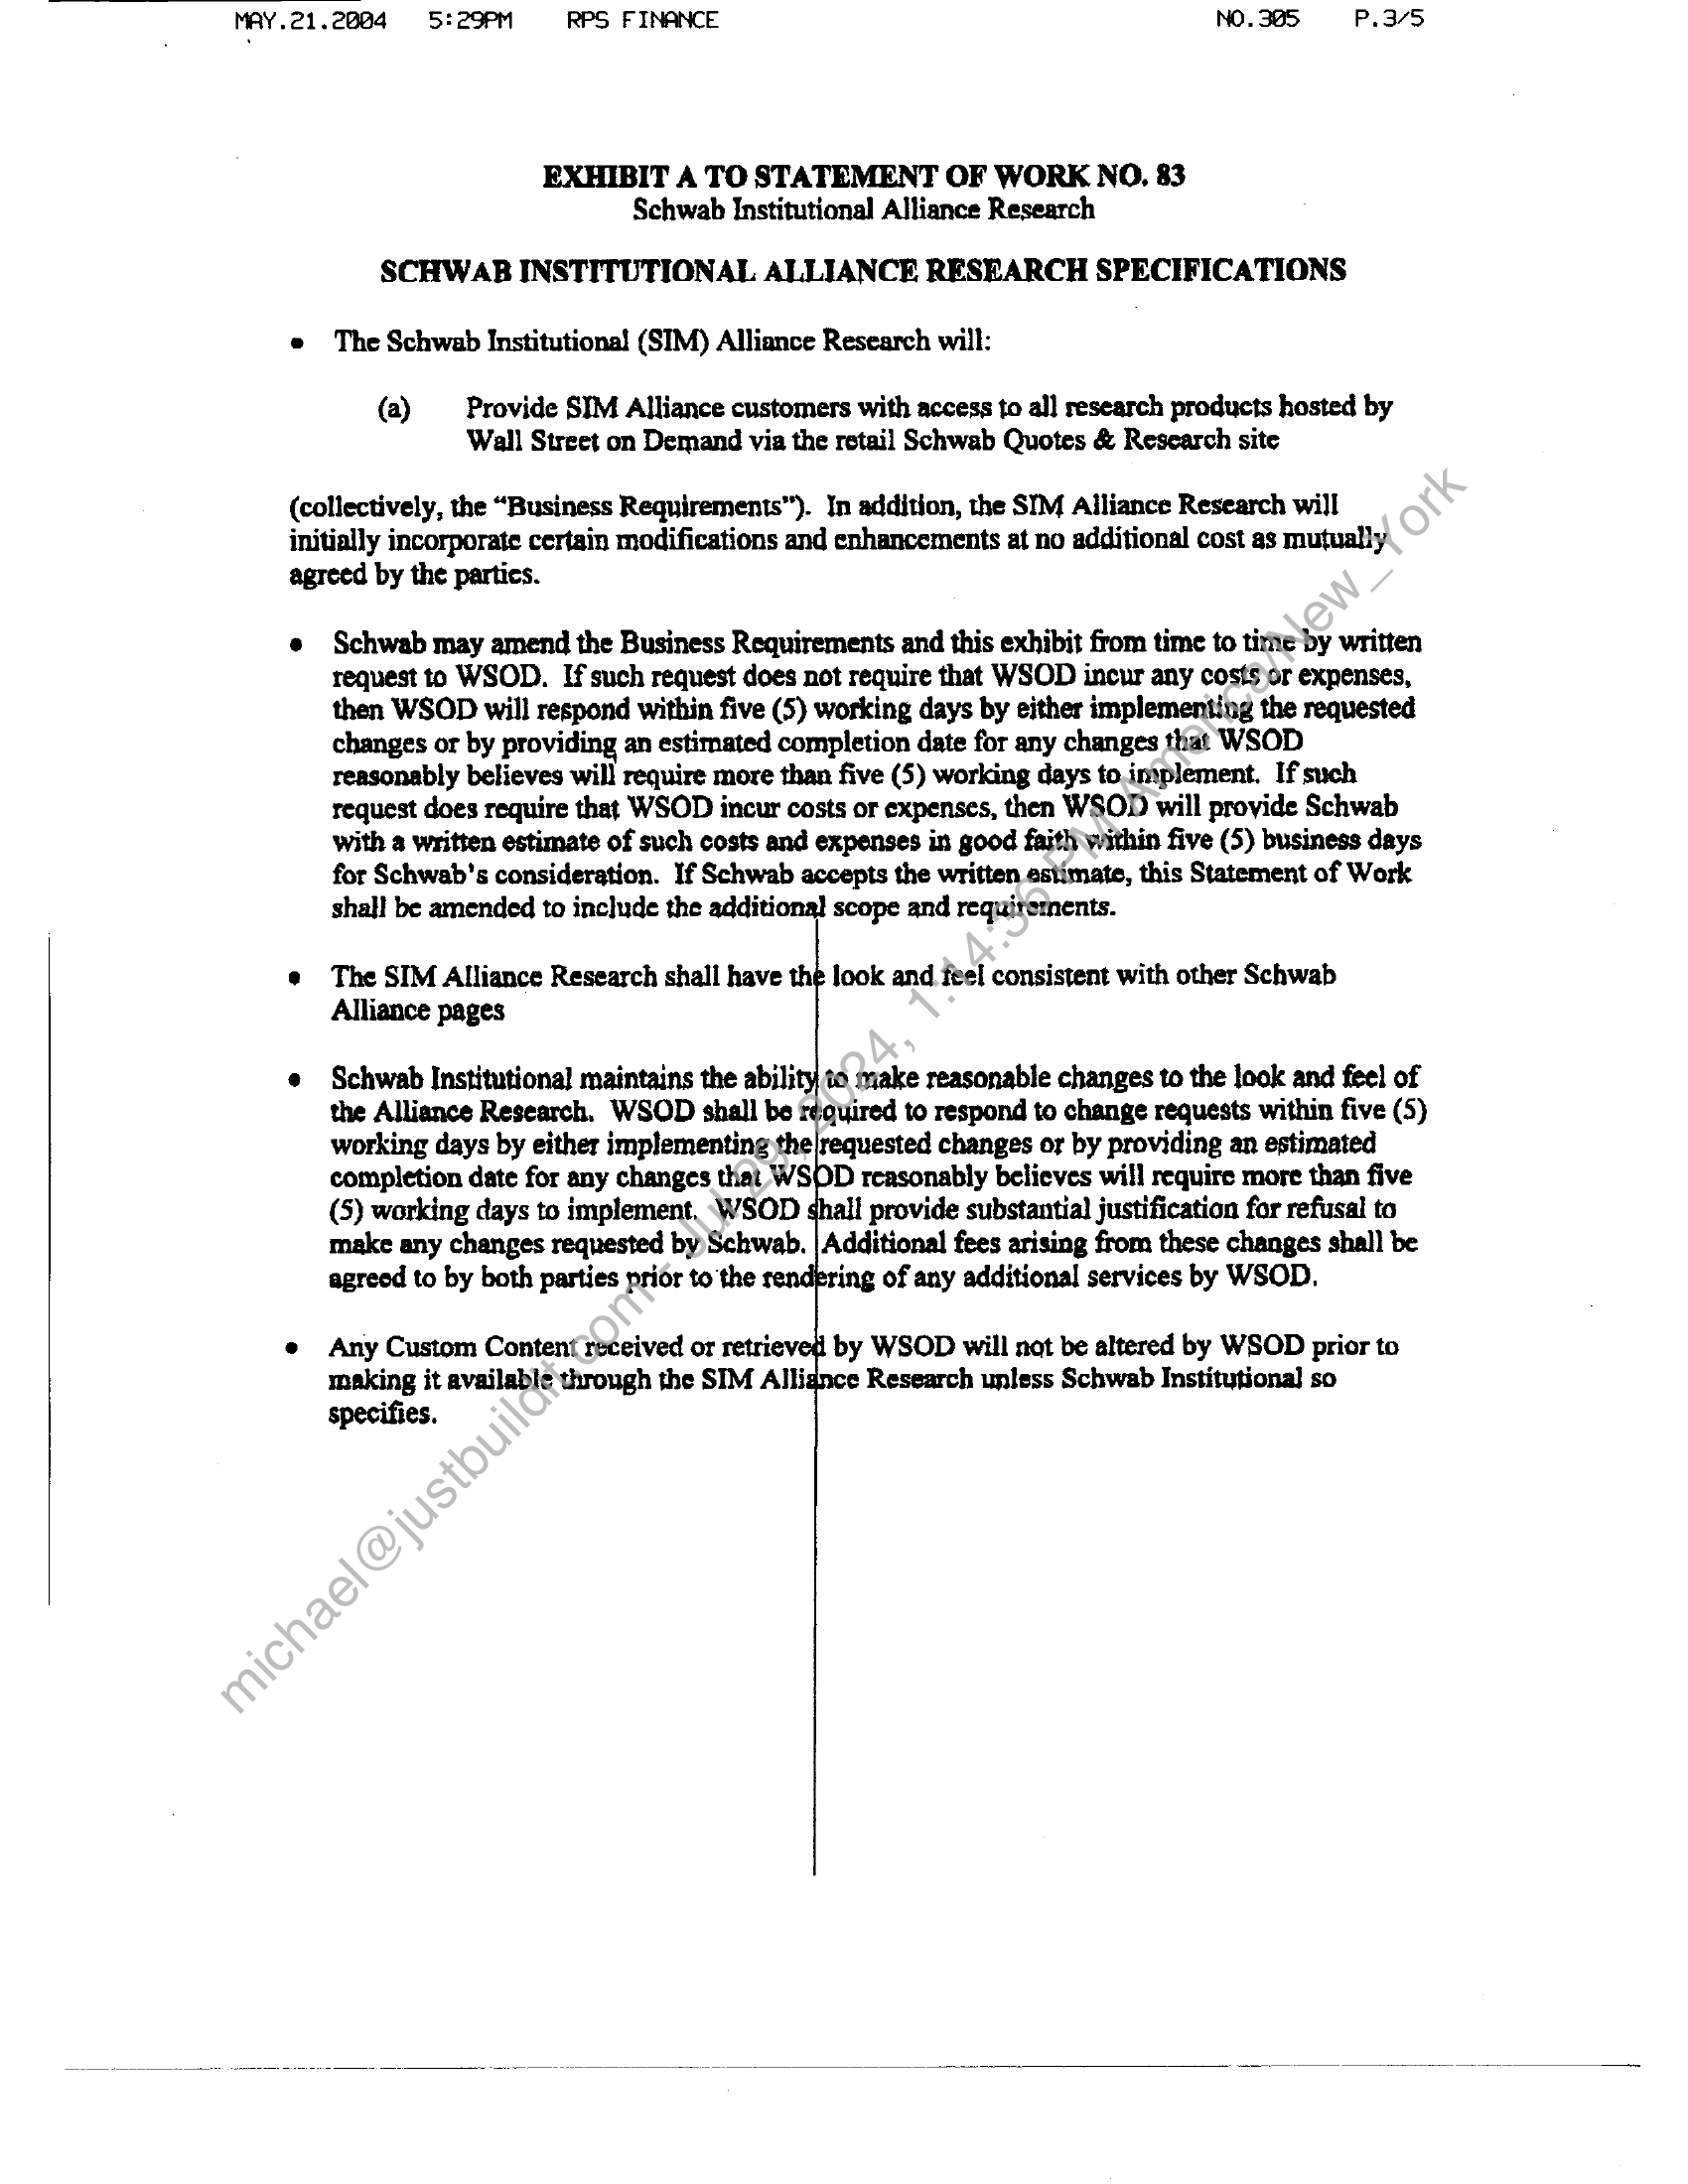 MAY.21.2004 5:29PM RPS FINANCE NO.305 P.3/5
EXHIBIT A TO STATEMENT OF WORK NO. 83
Schwab Institutional Alliance Research
SCHWAB INSTITUTIONAL ALLIANCE RESEARCH SPECIFICATIONS
• The Schwab Institutional (SIM) Alliance Research will:
(a) Provide SIM Alliance customers with access to all research products hosted by
Wall Street on Demand via the retail Schwab Quotes & Research site
(collectively, the “Business Requirements”). In addition, the SIM Alliance Research will
initially incorporate certain modifications and enhancements at no additional cost as mutually
agreed by the parties.
• Schwab may amend the Business Requirements and this exhibit from time to time by written
request to WSOD. If such request does not require that WSOD incur any costs or expenses,
then WSOD will respond within five (5) working days by either implementing the requested
changes or by providing an estimated completion date for any changes that WSOD
reasonably believes will require more than five (5) working days to implement. If such
request does require that WSOD incur costs or expenses, then WSOD will provide Schwab
with a written estimate of such costs and expenses in good faith within five (5) business days
for Schwab's consideration. If Schwab accepts the written estimate, this Statement of Work
shall be amended to include the additional scope and requirements.
• The SIM Alliance Research shall have the look and feel consistent with other Schwab
Alliance pages
• Schwab Institutional maintains the ability to make reasonable changes to the look and feel of
the Alliance Research. WSOD shall be required to respond to change requests within five (5)
working days by either implementing the requested changes or by providing an estimated
completion date for any changes that WSOD reasonably believes will require more than five
(5) working days to implement. WSOD shall provide substantial justification for refusal to
make any changes requested by Schwab. Additional fees arising from these changes shall be
agreed to by both parties prior to the rendering of any additional services by WSOD.
• Any Custom Content received or retrieved by WSOD will not be altered by WSOD prior to
making it available through the SIM Alliance Research unless Schwab Institutional so
specifies.
michael@justbuildit.com - Jul 29, 2024, 1:14:36 PM America/New_York